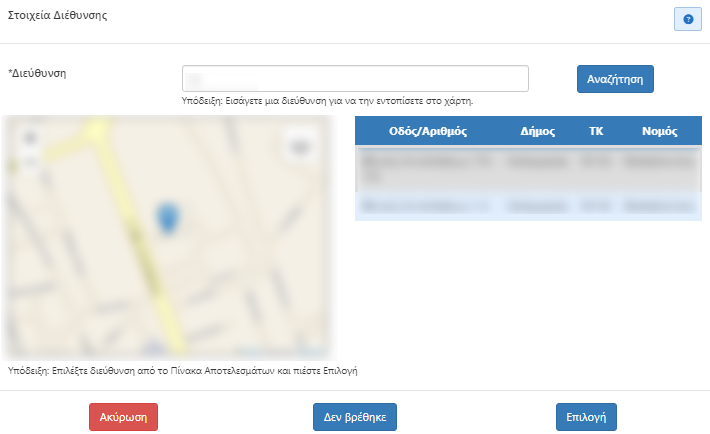 Στοιχεία Διέθυνσης
*Διεύθυνση
Αναζήτηση
Υπόδειξη: Εισάγετε μια διεύθυνση για να την εντοπίσετε στο χάρτη.
Οδός/Αριθμός Δήμος ΤΚ Νομός
Υπόδειξη: Επιλέξτε διεύθυνση από το Πίνακα Αποτελεσμάτων και πιέστε Επιλογή
Ακύρωση Δεν βρέθηκε Επιλογή